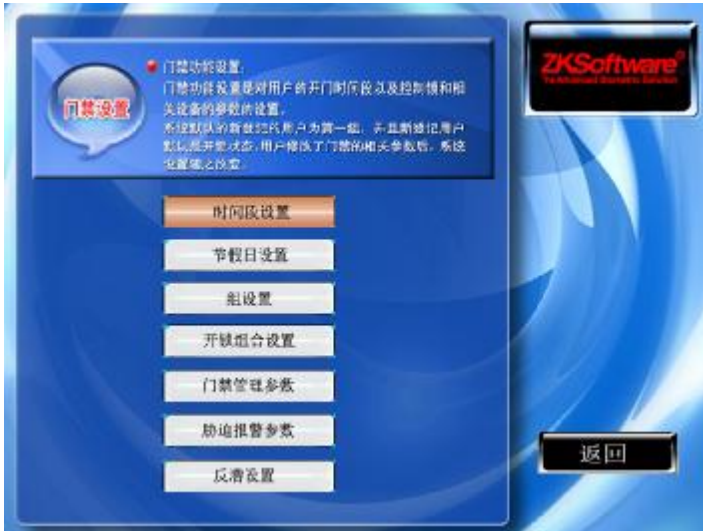 门禁设置
门禁功能设置:
门禁功能设置是对用户的开门时间段以及控制锁和相
关设备的参数的设置。
系统默认的新登记的用户为第一组，并且新登记用户
默认是开锁状态,用户修改了门禁的相关参数后，系统
设置随之改变。
时间段设置
节假日设置
组设置
开锁组合设置
门禁管理参数
胁迫报警参数
反潜设置
ZKSoftware
返回